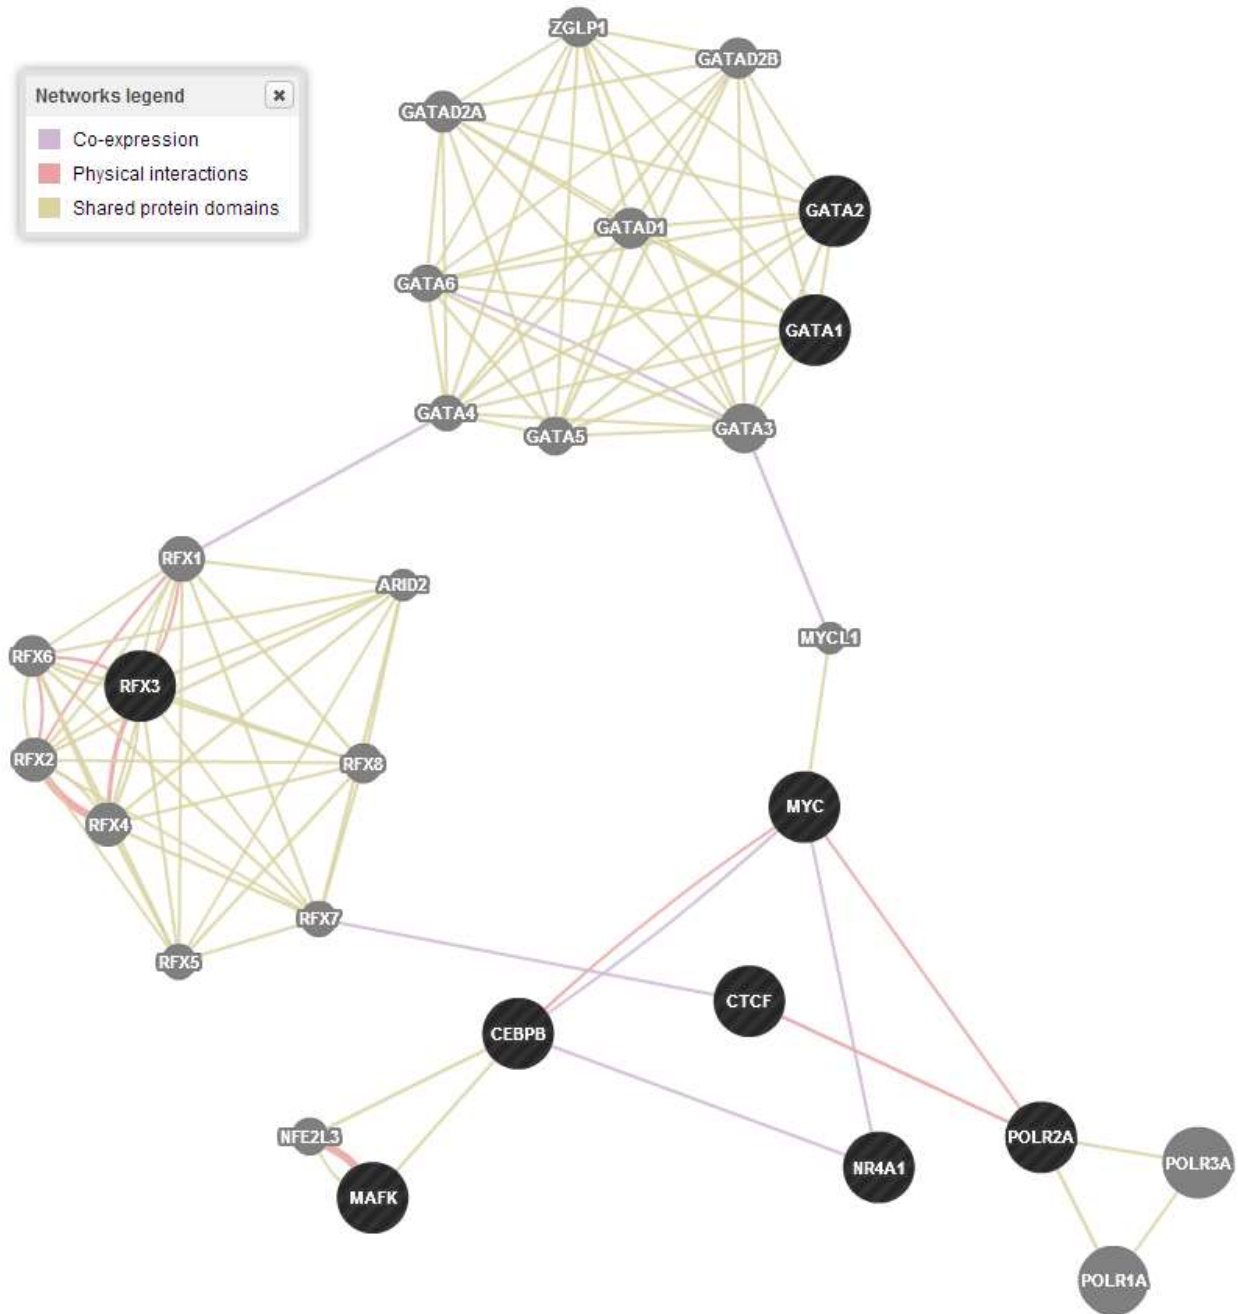 ZGLP1
GATAD2B
Networks legend
Co-expression
Physical interactions
Shared protein domains
GATAD2A
GATA2
GATAD1
GATA6
GATA1
GATA4
GATA5
GATA3
RFX1
ARID2
MYCL1
RFX6
RFX3
RFX2
RFX8
MYC
RFX4
RFX7
RFX5
CTCF
CEBPB
NFE2L3
POLR2A
POLR3A
NR4A1
MAFK
POLR1A